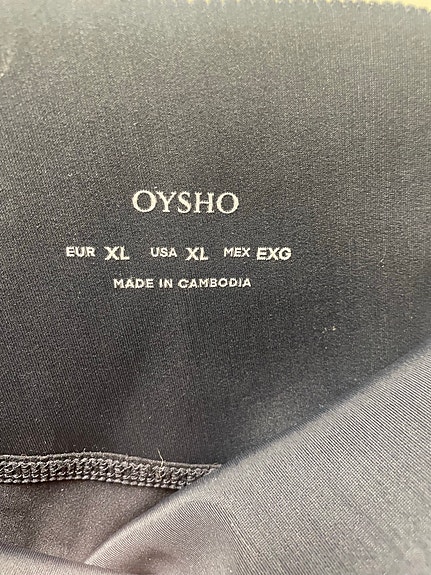 OYSHO
EUR XL USA XL MEX EXG
MADE IN CAMBODIA